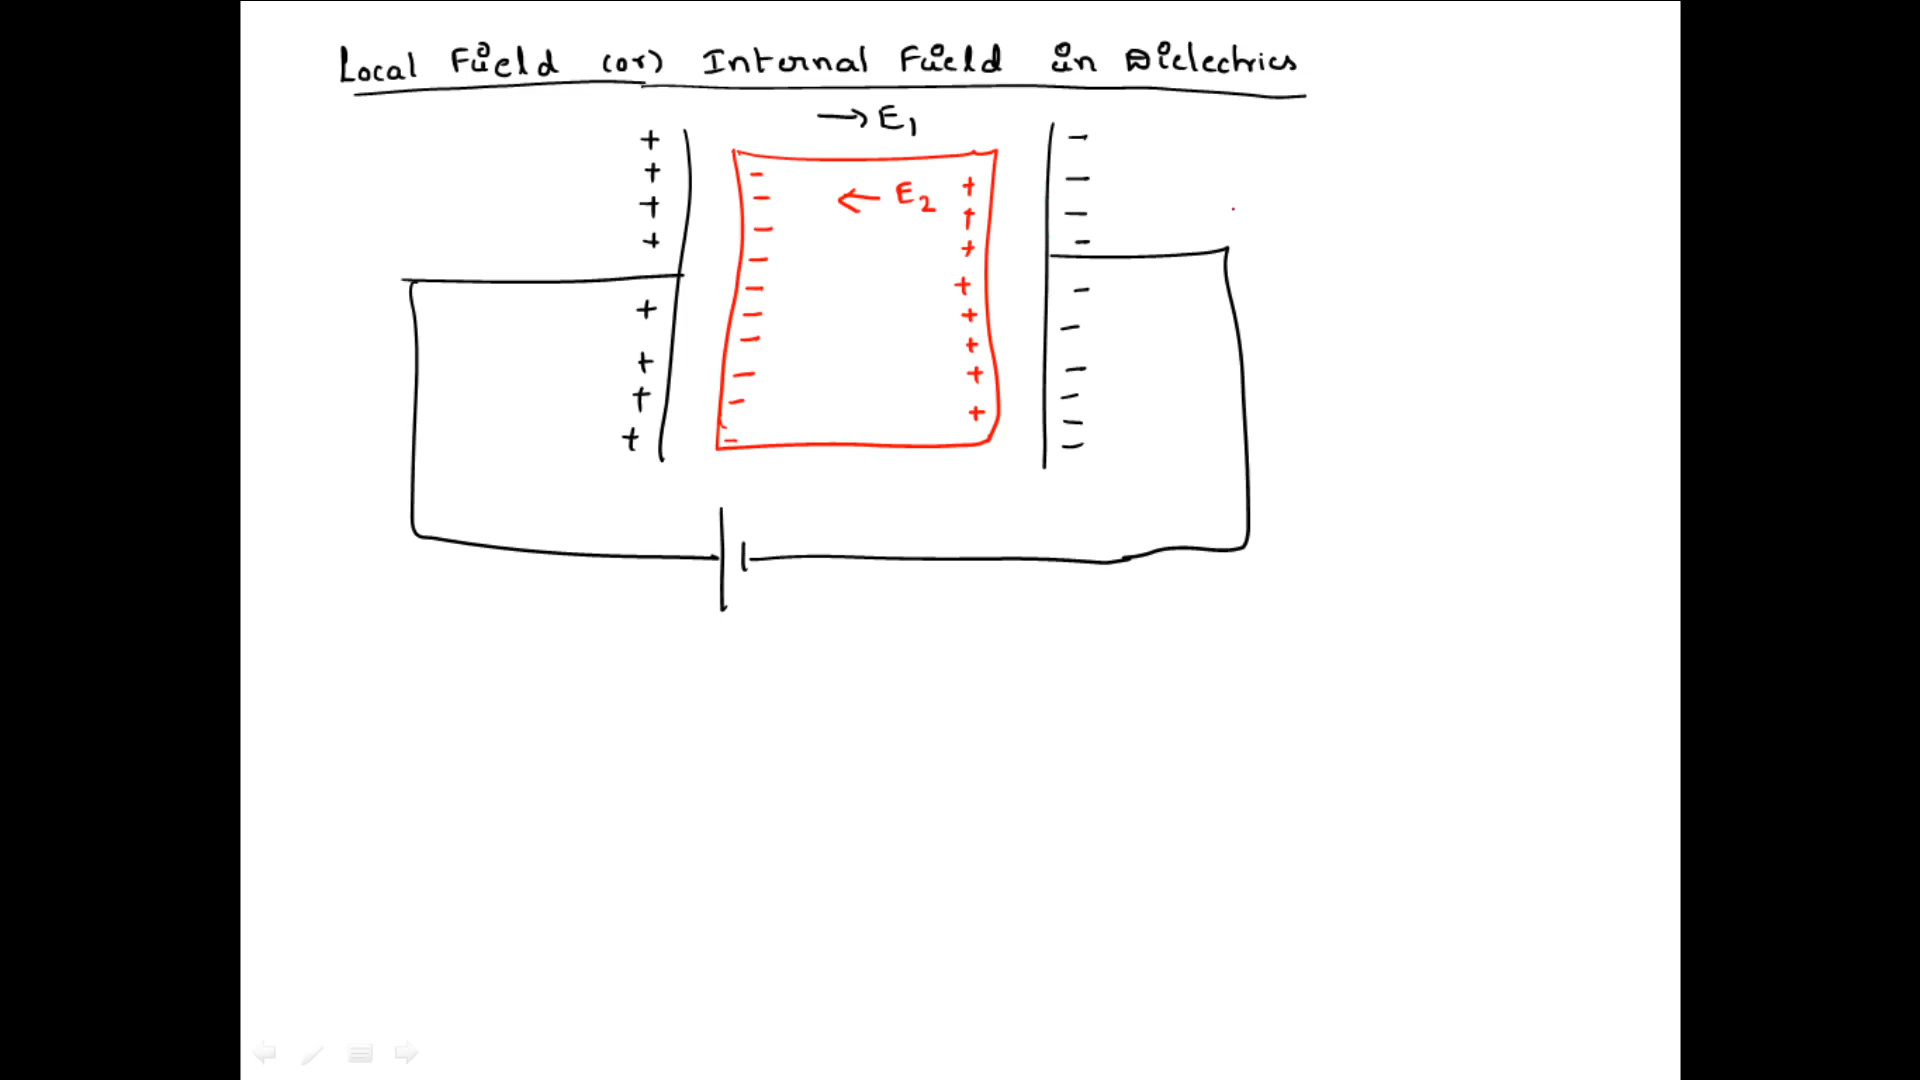 Local Field (or) Internal Field in Dielectrics
→ E1
← E2